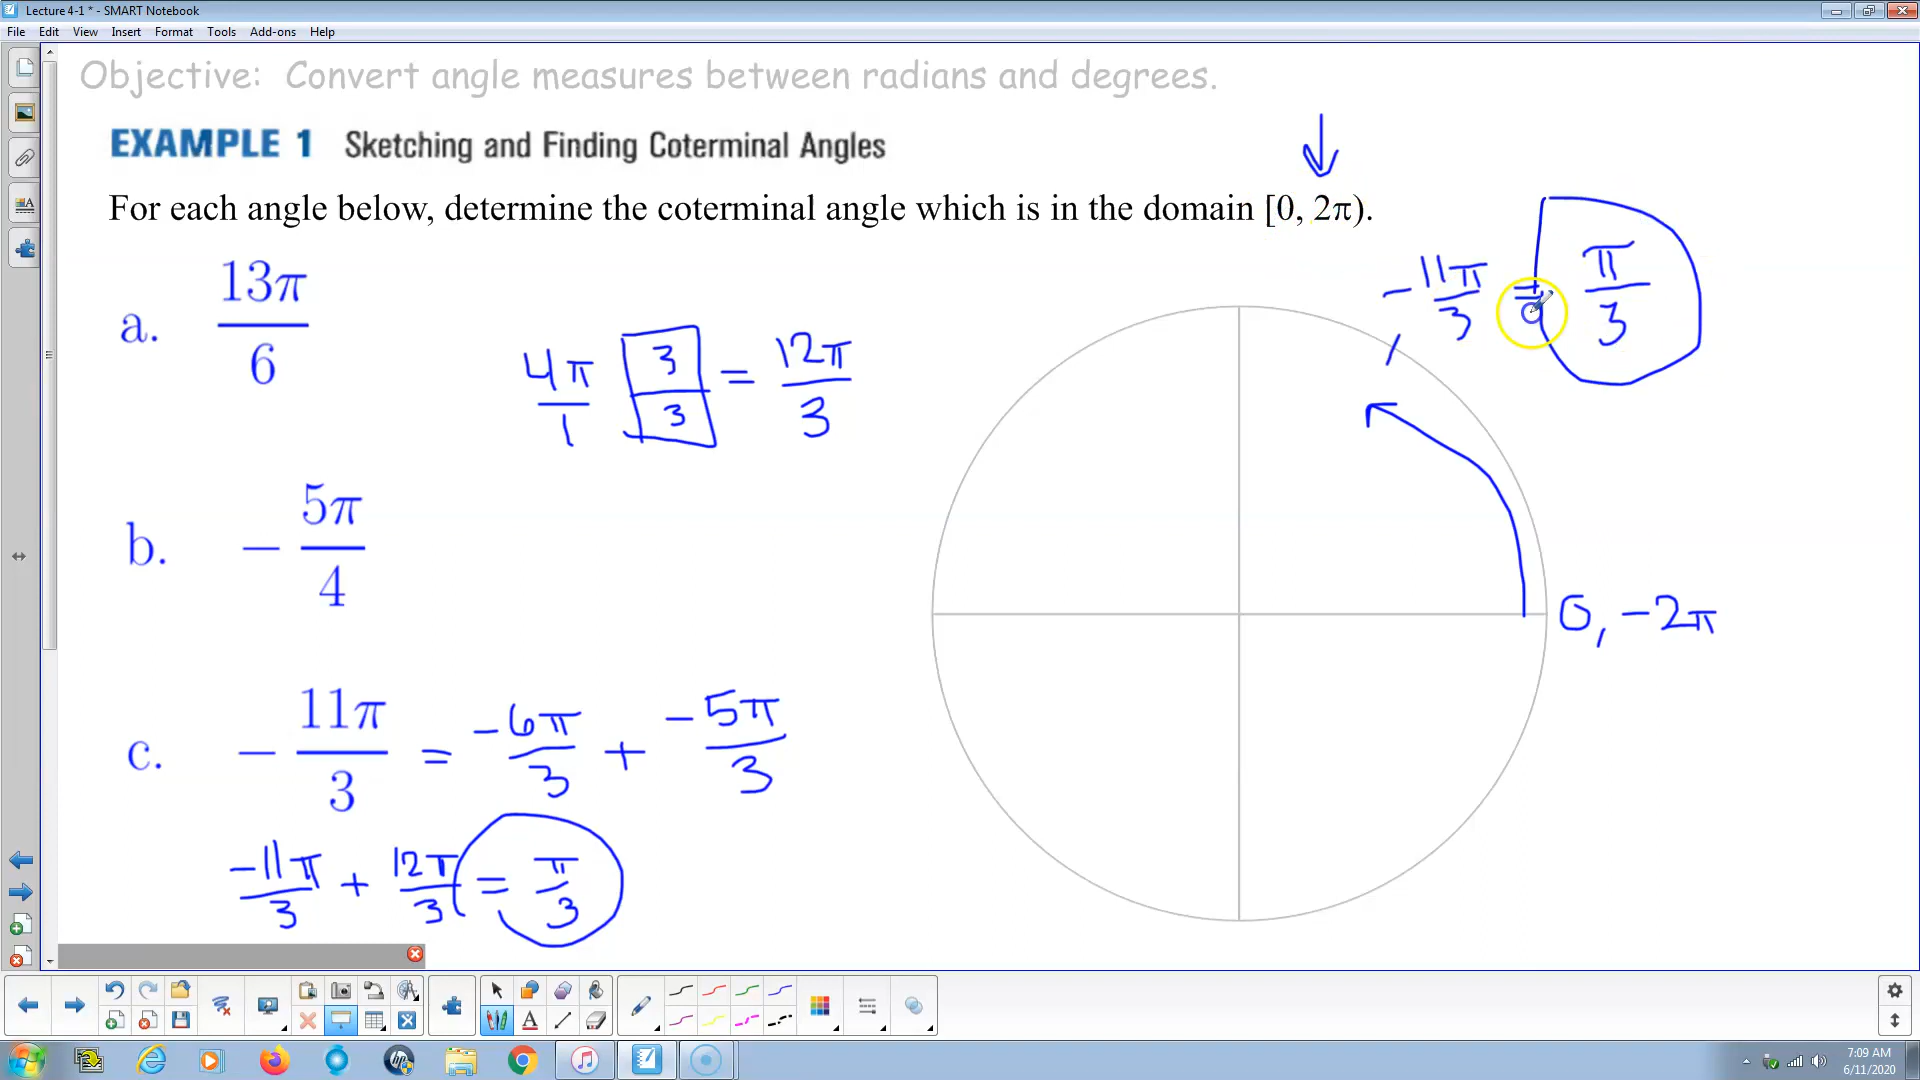 Lecture 4-1 * - SMART Notebook
File Edit View Insert Format Tools Add-ons Help
Objective: Convert angle measures between radians and degrees.
EXAMPLE 1 Sketching and Finding Coterminal Angles
For each angle below, determine the coterminal angle which is in the domain [0, 2π).
a. 13π/6
4π/1 3/3 = 12π/3
-11π/3 = π/3
b. - 5π/4
0, -2π
c. - 11π/3 = -6π/3 + -5π/3
-11π/3 + 12π/3 = π/3
7:09 AM
6/11/2020